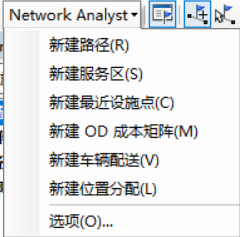 Network Analyst
新建路径(R)
新建服务区(S)
新建最近设施点(C)
新建 OD 成本矩阵(M)
新建车辆配送(V)
新建位置分配(L)
选项(O)...